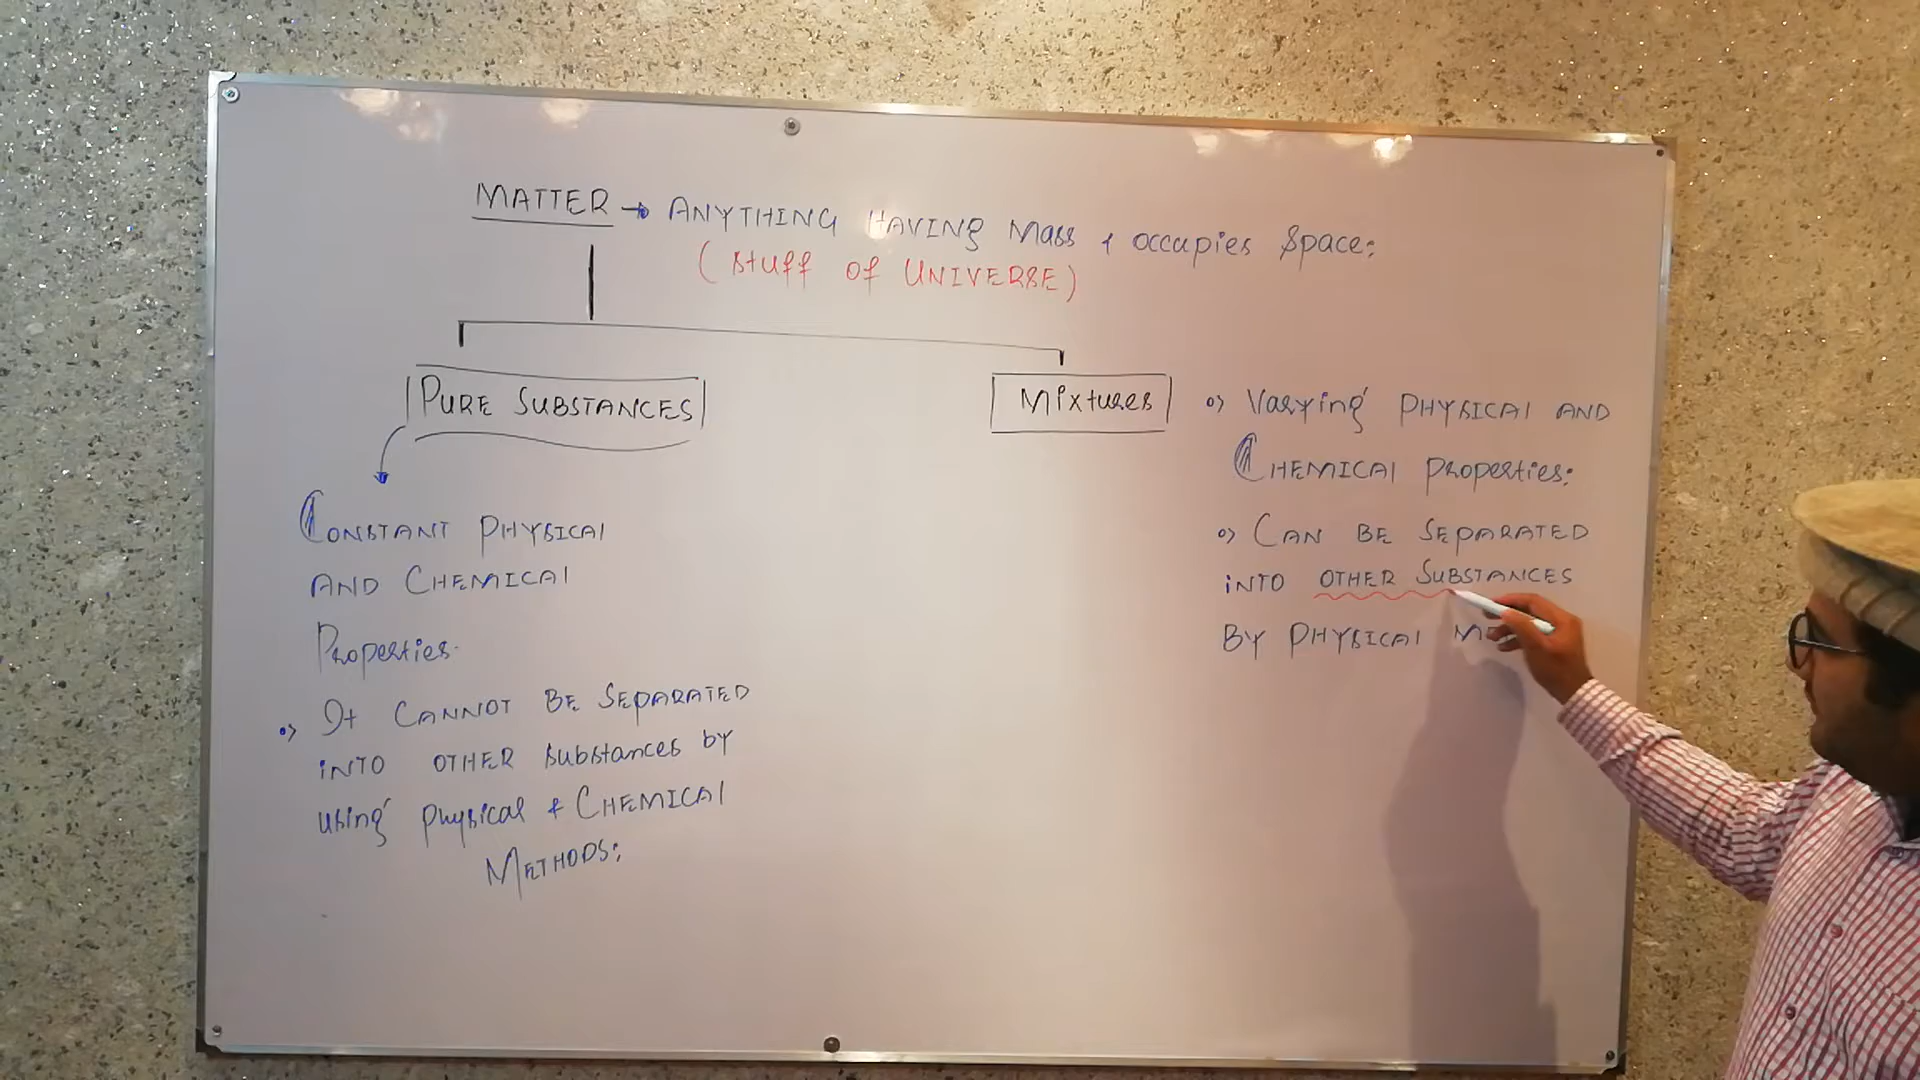 MATTER → ANYTHING HAVING Mass + Occupies Space:
(Stuff of UNIVERSE)
PURE SUBSTANCES
Mixtures
o) Varying PHYSICAl AND
CHEMICAl Properties:
o) CAN BE SEPARATED
iNTO OTHER SUBSTANCES
By PHYSICAl
CONSTANT PHYSICAl
AND CHEMICAl
Properties.
o) It CANNOT BE SEPARATED
iNTO OTHER substances by
using physical & CHEMICAl
METHODS: